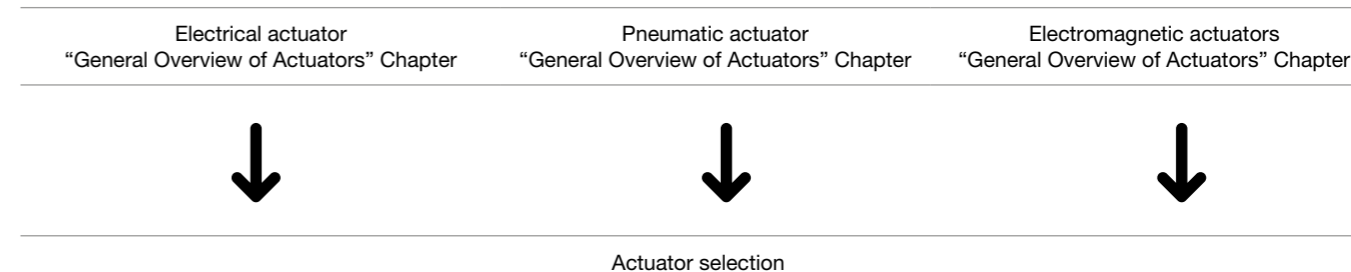 Electrical actuator
“General Overview of Actuators” Chapter
Pneumatic actuator
“General Overview of Actuators” Chapter
Electromagnetic actuators
“General Overview of Actuators” Chapter
Actuator selection